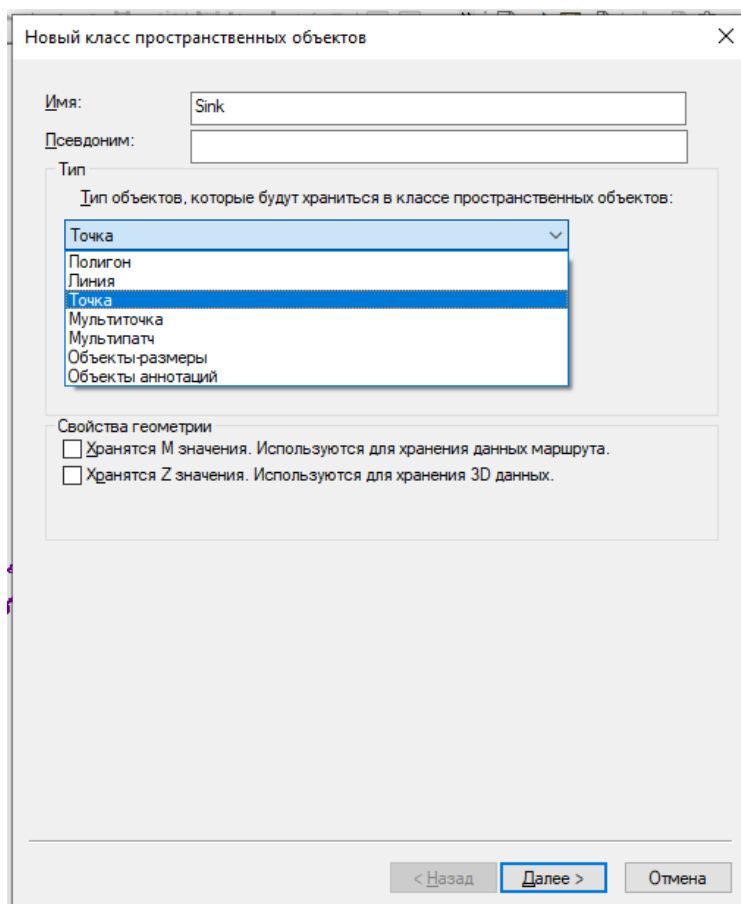 Новый класс пространственных объектов
Имя:
Sink
Псевдоним:
Тип
Тип объектов, которые будут храниться в классе пространственных объектов:
Точка
Полигон
Линия
Точка
Мультиточка
Мультипатч
Объекты-размеры
Объекты аннотаций
Свойства геометрии
Хранятся М значения. Используются для хранения данных маршрута.
Хранятся Z значения. Используются для хранения 3D данных.
< Назад
Далее >
Отмена